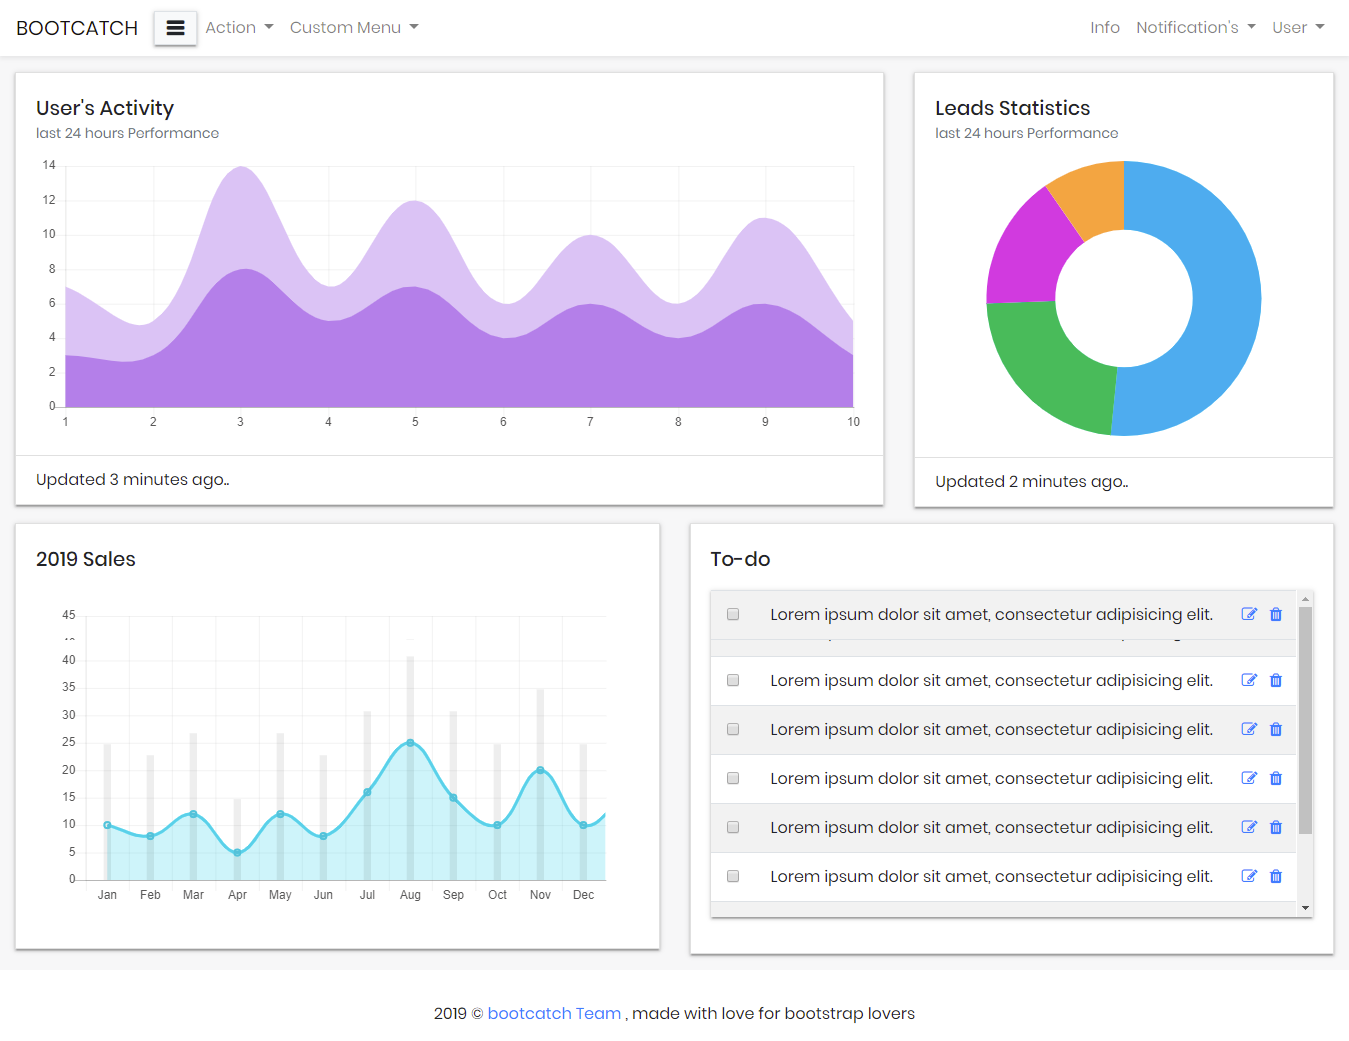 BOOTCATCH Action Custom Menu Info Notification's User
User's Activity
last 24 hours Performance
14
12
10
8
6
4
2
0
1 2 3 4 5 6 7 8 9 10
Updated 3 minutes ago..
Leads Statistics
last 24 hours Performance
Updated 2 minutes ago..
2019 Sales
45
40
35
30
25
20
15
10
5
0
Jan Feb Mar Apr May Jun Jul Aug Sep Oct Nov Dec
To-do
Lorem ipsum dolor sit amet, consectetur adipisicing elit.
Lorem ipsum dolor sit amet, consectetur adipisicing elit.
Lorem ipsum dolor sit amet, consectetur adipisicing elit.
Lorem ipsum dolor sit amet, consectetur adipisicing elit.
Lorem ipsum dolor sit amet, consectetur adipisicing elit.
Lorem ipsum dolor sit amet, consectetur adipisicing elit.
2019 © bootcatch Team , made with love for bootstrap lovers